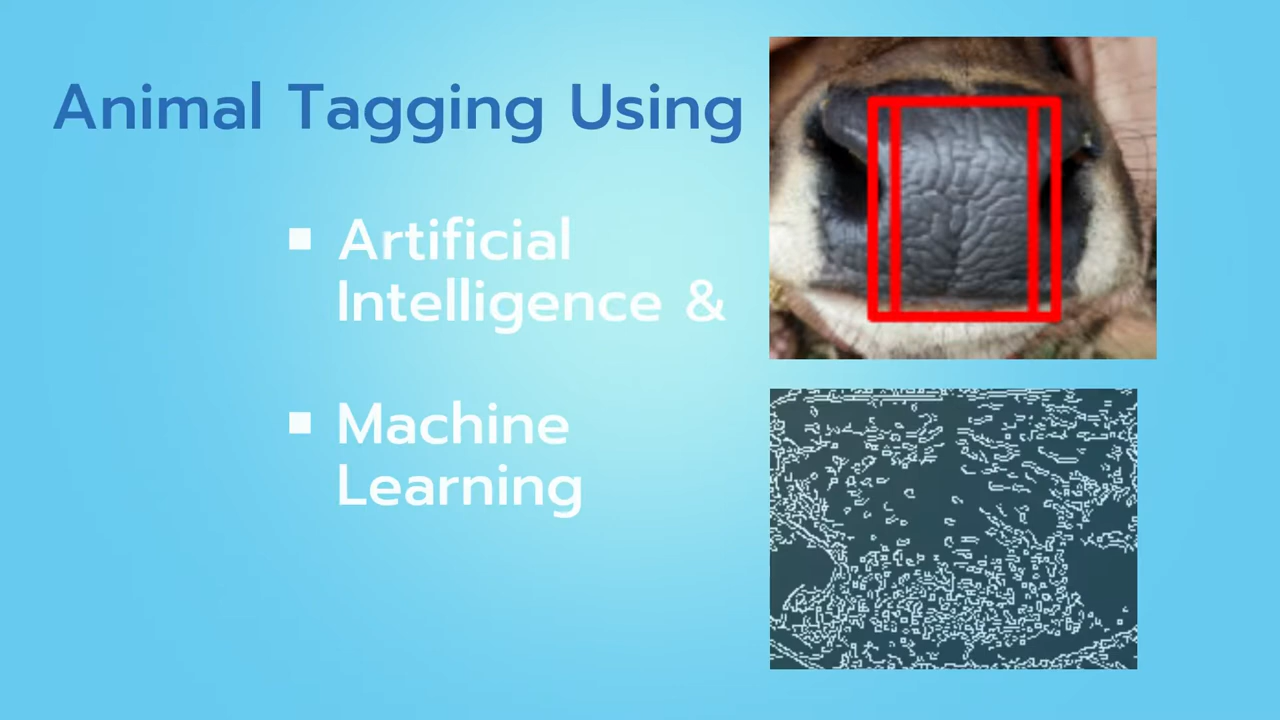 Animal Tagging Using
Artificial
Intelligence &
Machine
Learning